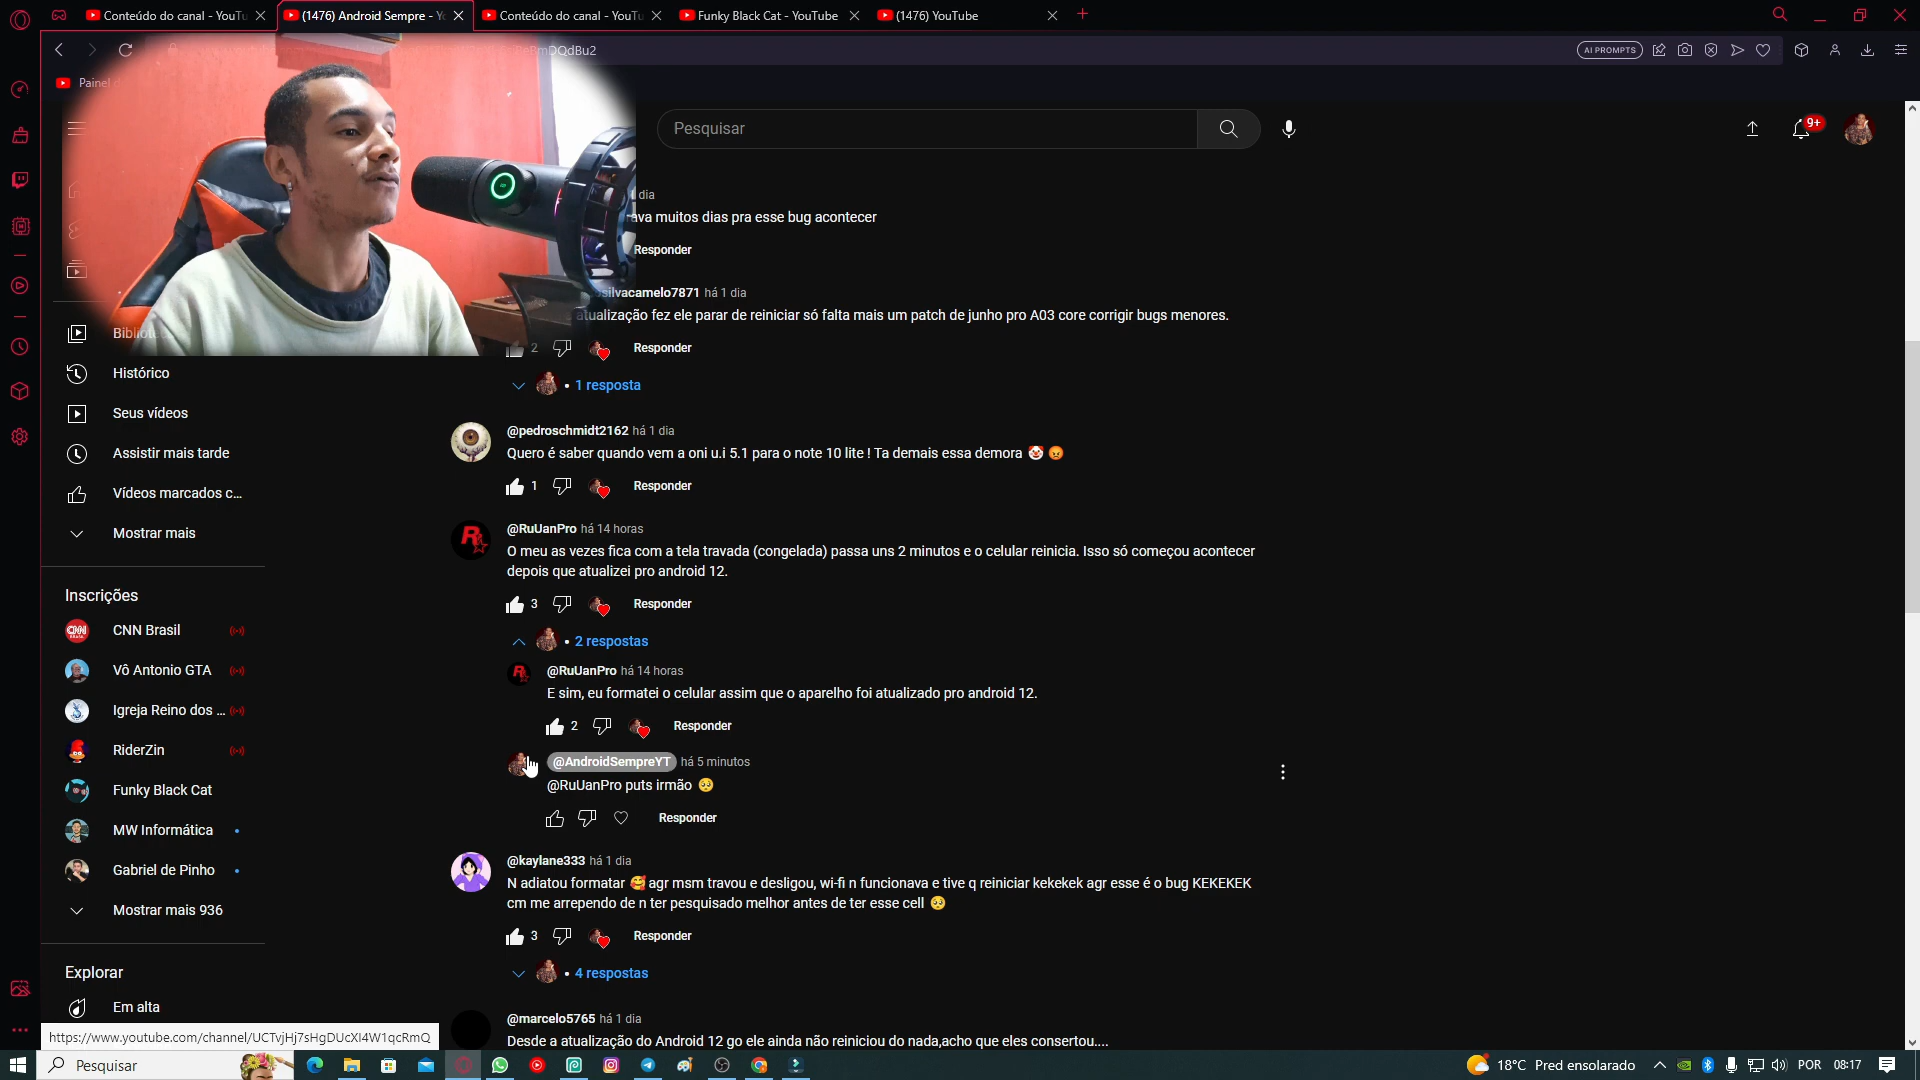 Conteúdo do canal - YouTu
(1476) Android Sempre - Y
Conteúdo do canal - YouTu
Funky Black Cat - YouTube
(1476) YouTube
DQdBu2
AI PROMPTS
Painel
Pesquisar
9+
dia
ava muitos dias pra esse bug acontecer
Responder
silvacamelo7871 há 1 dia
atualização fez ele parar de reiniciar só falta mais um patch de junho pro A03 core corrigir bugs menores.
2 Responder
• 1 resposta
Histórico
Seus vídeos
Assistir mais tarde
Vídeos marcados c...
Mostrar mais
Inscrições
CNN Brasil
Vô Antonio GTA
Igreja Reino dos ...
RiderZin
Funky Black Cat
MW Informática
Gabriel de Pinho
Mostrar mais 936
Explorar
Em alta
@pedroschmidt2162 há 1 dia
Quero é saber quando vem a oni u.i 5.1 para o note 10 lite ! Ta demais essa demora 🤡😡
1 Responder
@RuUanPro há 14 horas
O meu as vezes fica com a tela travada (congelada) passa uns 2 minutos e o celular reinicia. Isso só começou acontecer
depois que atualizei pro android 12.
3 Responder
• 2 respostas
@RuUanPro há 14 horas
E sim, eu formatei o celular assim que o aparelho foi atualizado pro android 12.
2 Responder
@AndroidSempreYT há 5 minutos
@RuUanPro puts irmão 🥺
Responder
@kaylane333 há 1 dia
N adiatou formatar 🥰 agr msm travou e desligou, wi-fi n funcionava e tive q reiniciar kekekek agr esse é o bug KEKEKEK
cm me arrependo de n ter pesquisado melhor antes de ter esse cell 🥺
3 Responder
• 4 respostas
@marcelo5765 há 1 dia
Desde a atualização do Android 12 go ele ainda não reiniciou do nada,acho que eles consertou....
https://www.youtube.com/channel/UCTvjHj7sHgDUcXI4W1qcRmQ
Pesquisar
18°C Pred ensolarado
POR
08:17